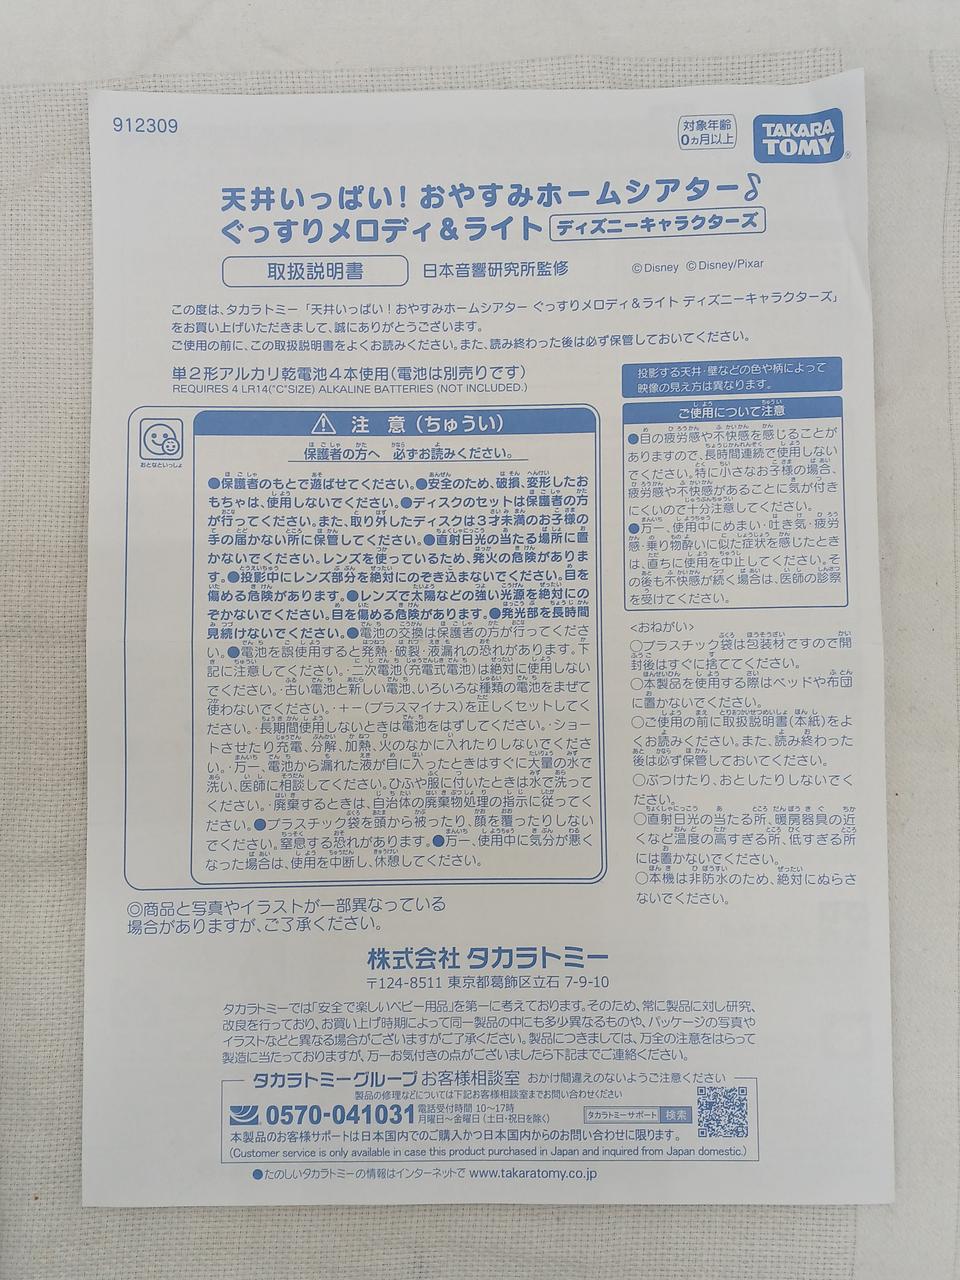 912309
対象年齢
0ヵ月以上
TAKARA
TOMY
天井いっぱい！おやすみホームシアター♪
ぐっすりメロディ＆ライト ディズニーキャラクターズ
取扱説明書 日本音響研究所監修 ©Disney ©Disney/Pixar
この度は、タカラトミー「天井いっぱい！おやすみホームシアター ぐっすりメロディ＆ライト ディズニーキャラクターズ」
をお買い上げいただきまして、誠にありがとうございます。
ご使用の前に、この取扱説明書をよくお読みください。また、読み終わった後は必ず保管しておいてください。
単２形アルカリ乾電池４本使用（電池は別売りです）
REQUIRES 4 LR14("C"SIZE) ALKALINE BATTERIES (NOT INCLUDED.)
おとなといっしょ
注 意（ちゅうい）
保護者の方へ 必ずお読みください。
●保護者のもとで遊ばせてください。●安全のため、破損、変形したお
もちゃは、使用しないでください。●ディスクのセットは保護者の方
が行ってください。また、取り外したディスクは３才未満のお子様の
手の届かない所に保管してください。●直射日光の当たる場所に置
かないでください。レンズを使っているため、発火の危険がありま
す。●投影中にレンズ部分を絶対にのぞき込まないでください。目を
傷める危険があります。●レンズで太陽などの強い光源を絶対にの
ぞかないでください。目を傷める危険があります。●発光部を長時間
見続けないでください。●電池の交換は保護者の方が行ってくださ
い。●電池を誤使用すると発熱・破裂・液漏れの恐れがあります。下
記に注意してください。・二次電池（充電式電池）は絶対に使用しない
でください。・古い電池と新しい電池、いろいろな種類の電池をまぜて
使わないでください。・＋−（プラスマイナス）を正しくセットしてく
ださい。・長期間使用しないときは電池をはずしてください。・ショー
トさせたり充電、分解、加熱、火のなかに入れたりしないでくださ
い。・万一、電池から漏れた液が目に入ったときはすぐに大量の水で
洗い、医師に相談してください。ひふや服に付いたときは水で洗って
ください。・廃棄するときは、自治体の廃棄物処理の指示に従ってく
ださい。●プラスチック袋を頭から被ったり、顔を覆ったりしない
でください。窒息する恐れがあります。●万一、使用中に気分が悪く
なった場合は、使用を中断し、休憩してください。
◎商品と写真やイラストが一部異なっている
場合がありますが、ご了承ください。
投影する天井・壁などの色や柄によって
映像の見え方は異なります。
ご使用について注意
●目の疲労感や不快感を感じることが
ありますので、長時間連続で使用しない
でください。特に小さなお子様の場合、
疲労感や不快感があることに気が付き
にくいので十分注意してください。
●万一、使用中にめまい・吐き気・疲労
感・乗り物酔いに似た症状を感じたとき
は、直ちに使用を中止してください。そ
の後も不快感が続く場合は、医師の診察
を受けてください。
<おねがい>
○プラスチック袋は包装材ですので開
封後はすぐに捨ててください。
○本製品を使用する際はベッドや布団
に置かないでください。
○ご使用の前に取扱説明書（本紙）をよ
くお読みください。また、読み終わった
後は必ず保管しておいてください。
○ぶつけたり、おとしたりしないでく
ださい。
○直射日光の当たる所、暖房器具の近
くなど温度の高すぎる所、低すぎる所
には置かないでください。
○本機は非防水のため、絶対にぬらさ
ないでください。
株式会社 タカラトミー
〒124-8511 東京都葛飾区立石 7-9-10
タカラトミーでは「安全で楽しいベビー用品」を第一に考えております。そのため、常に製品に対し研究、
改良を行っており、お買い上げ時期によって同一製品の中にも多少異なるものや、パッケージの写真や
イラストなどと異なる場合がございますがご了承ください。製品につきましては、万全の注意をはらって
製造に当たっておりますが、万一お気付きの点がございましたら下記までご連絡ください。
タカラトミーグループお客様相談室 おかけ間違えのないようご注意ください
製品の修理などについては下記お客様相談室までお問い合わせください
0570-041031 電話受付時間 10〜17時
月曜日〜金曜日（土日・祝日を除く）
タカラトミーサポート 検索
本製品のお客様サポートは日本国内でのご購入かつ日本国内からのお問い合わせに限ります。
(Customer service is only available in case this product purchased in Japan and inquired from Japan domestic.)
●たのしいタカラトミーの情報はインターネットで www.takaratomy.co.jp